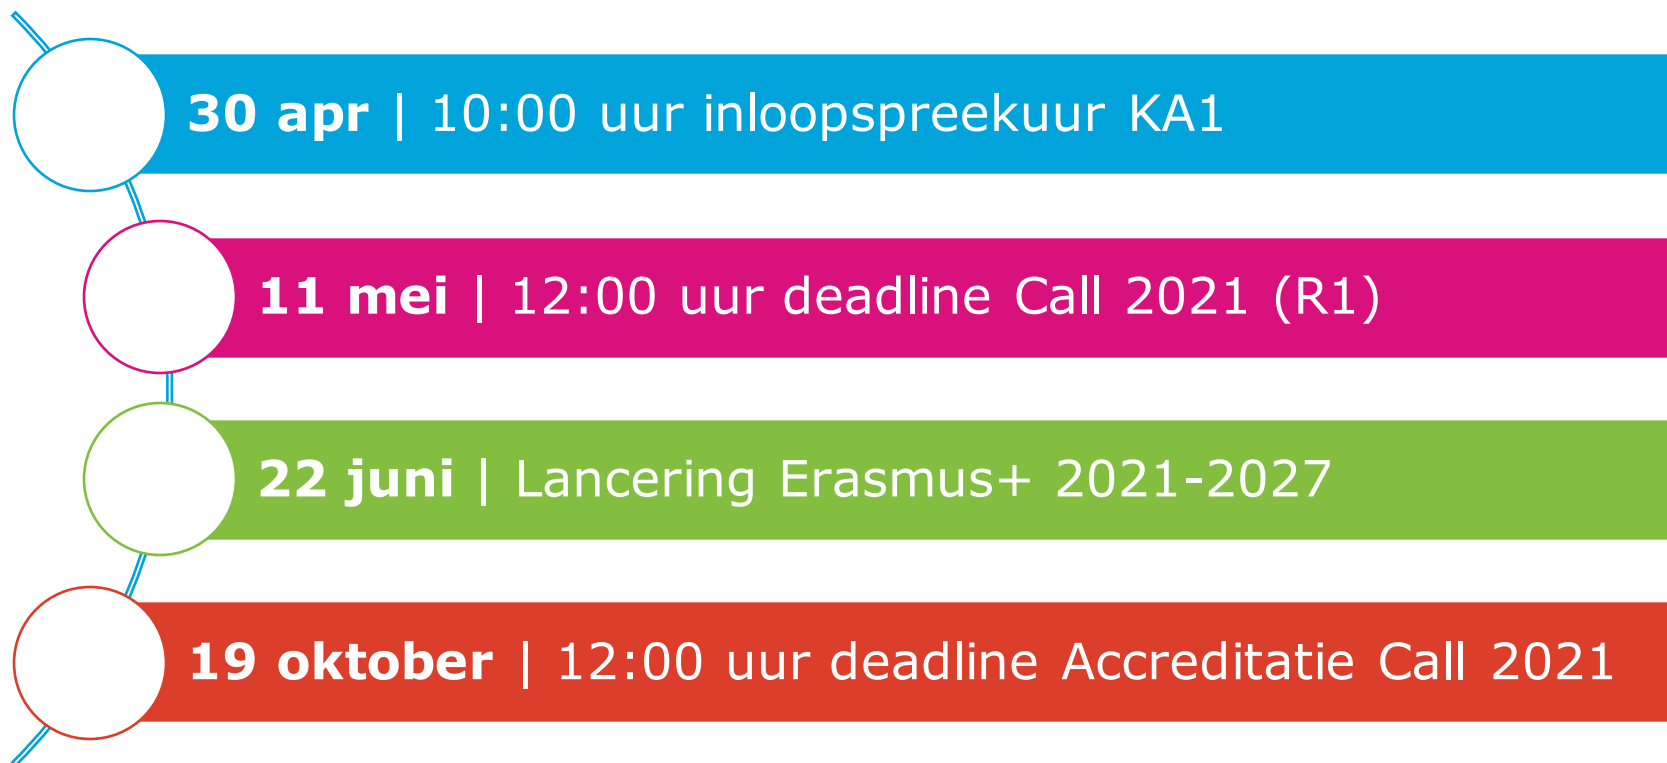 30 apr | 10:00 uur inloopspreekuur KA1
11 mei | 12:00 uur deadline Call 2021 (R1)
22 juni | Lancering Erasmus+ 2021-2027
19 oktober | 12:00 uur deadline Accreditatie Call 2021